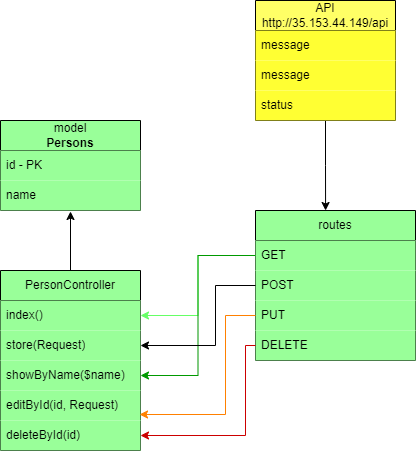 API
http://35.153.44.149/api
message
message
status
model
Persons
id - PK
name
routes
GET
POST
PUT
DELETE
PersonController
index()
store(Request)
showByName($name)
editById(id, Request)
deleteById(id)